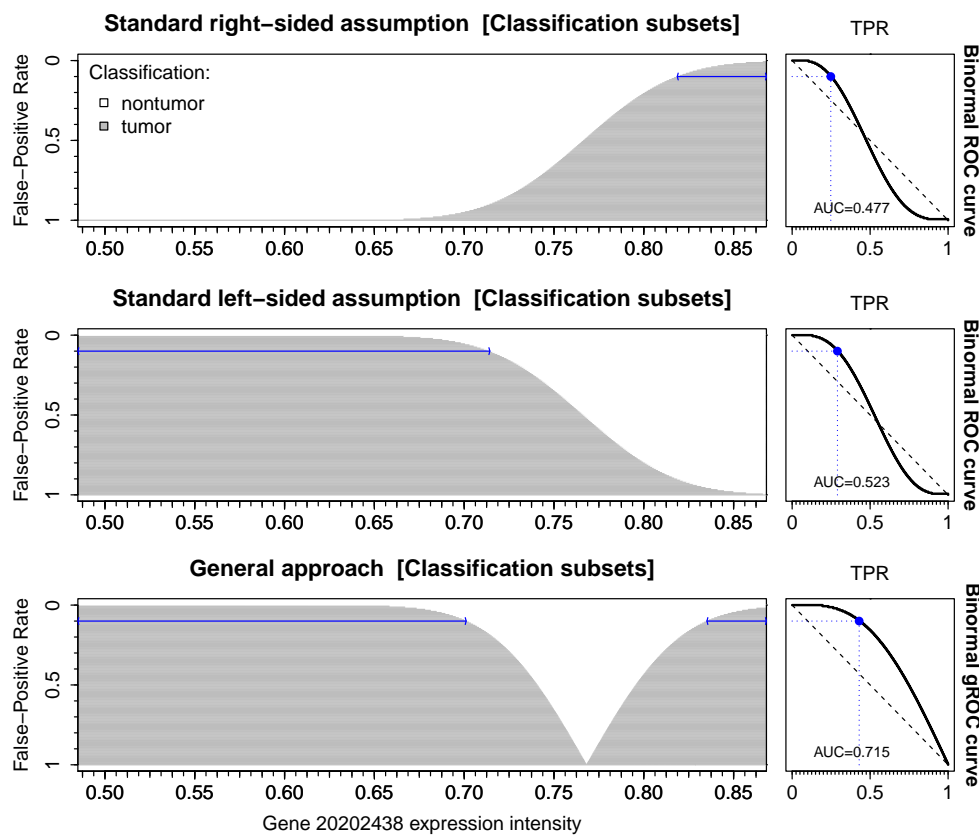 Standard right−sided assumption [Classification subsets]
TPR
Classification:
nontumor
tumor
False−Positive Rate
0
0.5
1
0.50 0.55 0.60 0.65 0.70 0.75 0.80 0.85
AUC=0.477
0 0.5 1
Binormal ROC curve
Standard left−sided assumption [Classification subsets]
TPR
False−Positive Rate
0
0.5
1
0.50 0.55 0.60 0.65 0.70 0.75 0.80 0.85
AUC=0.523
0 0.5 1
Binormal ROC curve
General approach [Classification subsets]
TPR
False−Positive Rate
0
0.5
1
0.50 0.55 0.60 0.65 0.70 0.75 0.80 0.85
AUC=0.715
0 0.5 1
Binormal gROC curve
Gene 20202438 expression intensity